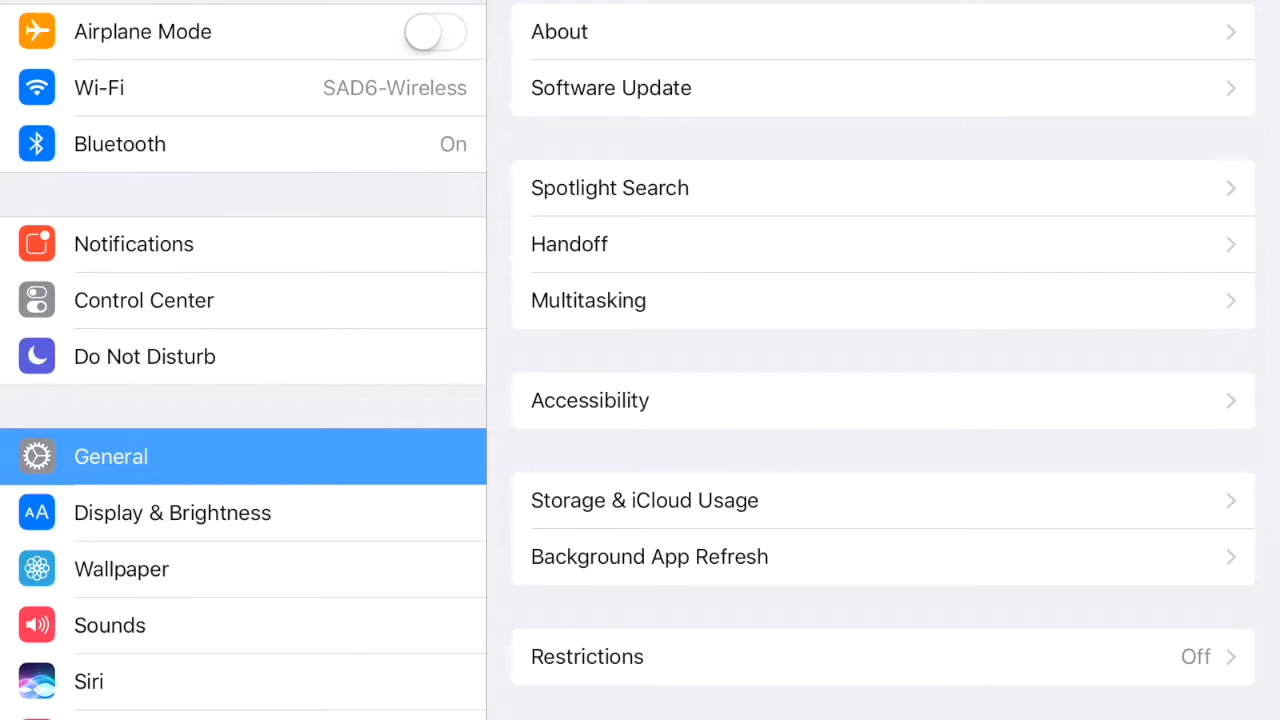 Airplane Mode
Wi-Fi SAD6-Wireless
Bluetooth On
Notifications
Control Center
Do Not Disturb
General
AA Display & Brightness
Wallpaper
Sounds
Siri
About
Software Update
Spotlight Search
Handoff
Multitasking
Accessibility
Storage & iCloud Usage
Background App Refresh
Restrictions Off